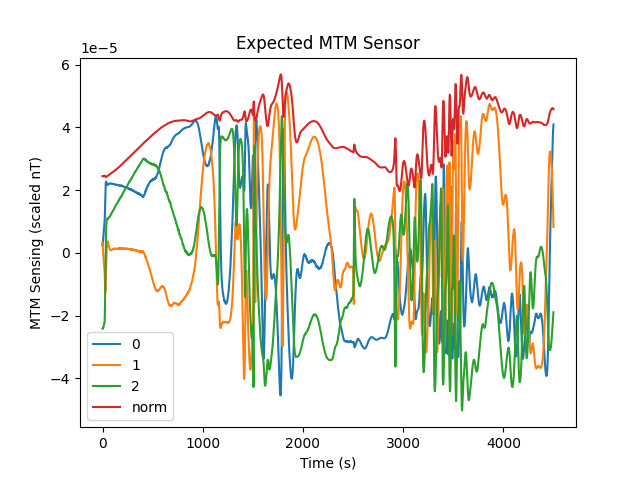 Expected MTM Sensor
1e−5
6
4
2
0
−2
−4
MTM Sensing (scaled nT)
0
1
2
norm
0
1000
2000
3000
4000
Time (s)